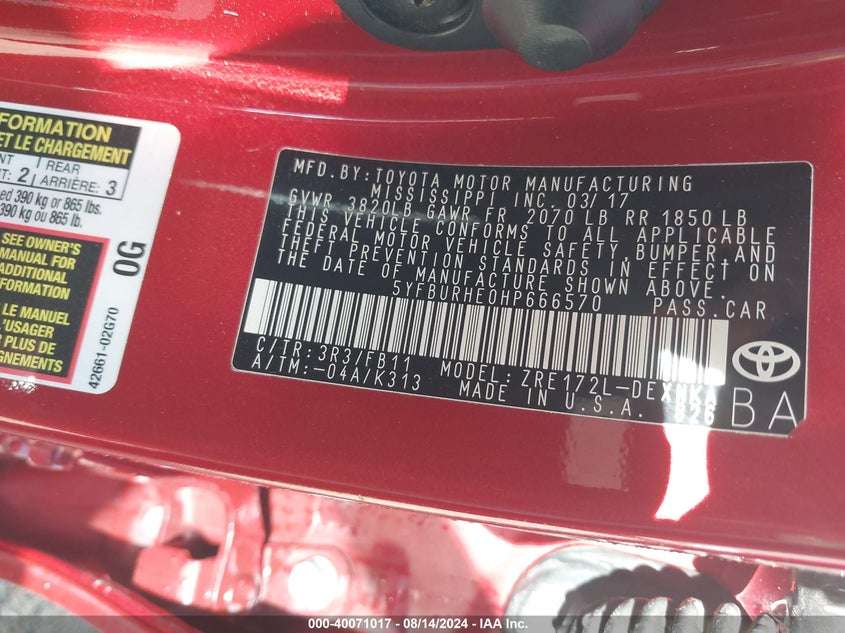 FORMATION
ET LE CHARGEMENT
NT REAR
NT: 2 ARRIÈRE: 3
ed 390 kg or 865 lbs.
390 kg ou 865 lb.
SEE OWNER'S
MANUAL FOR
ADDITIONAL
INFORMATION
LE MANUEL
L'USAGER
R PLUS DE
GNEMENTS
42661-02G70
0G
MFD.BY:TOYOTA MOTOR MANUFACTURING
MISSISSIPPI INC. 03/17
GVWR 3820LB GAWR FR 2070 LB RR 1850 LB
THIS VEHICLE CONFORMS TO ALL APPLICABLE
FEDERAL MOTOR VEHICLE SAFETY,BUMPER,AND
THEFT PREVENTION STANDARDS IN EFFECT ON
THE DATE OF MANUFACTURE SHOWN ABOVE.
5YFBURHE0HP666570 PASS.CAR
C/TR:3R3/FB11 MODEL:ZRE172L-DEXNKA
A/TM:-04A/K313 MADE IN U.S.A. 826
BA
000-40071017 - 08/14/2024 - IAA Inc.